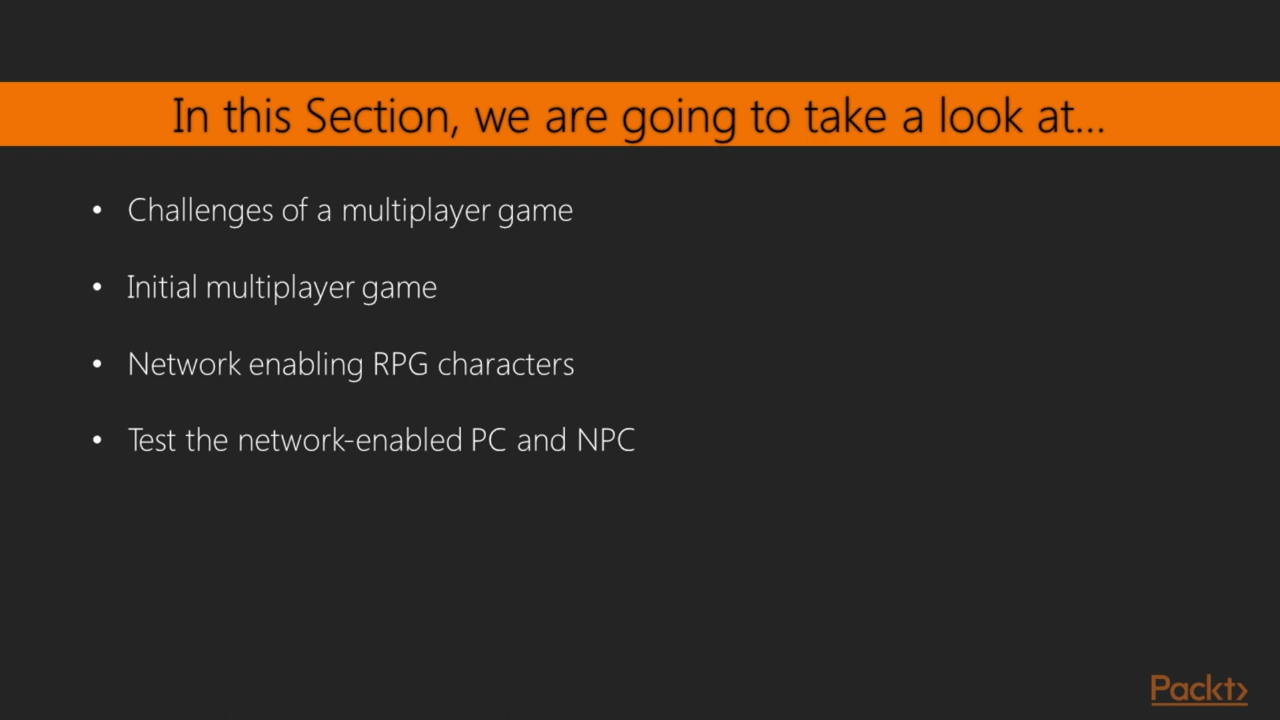 In this Section, we are going to take a look at...
• Challenges of a multiplayer game
• Initial multiplayer game
• Network enabling RPG characters
• Test the network-enabled PC and NPC
Packt>